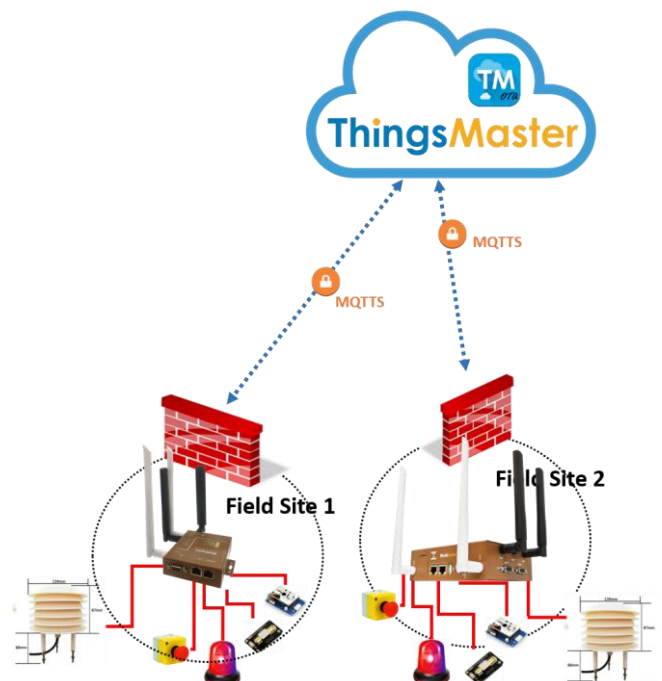 TM
OTA
ThingsMaster
MQTTS
MQTTS
Field Site 1
Field Site 2